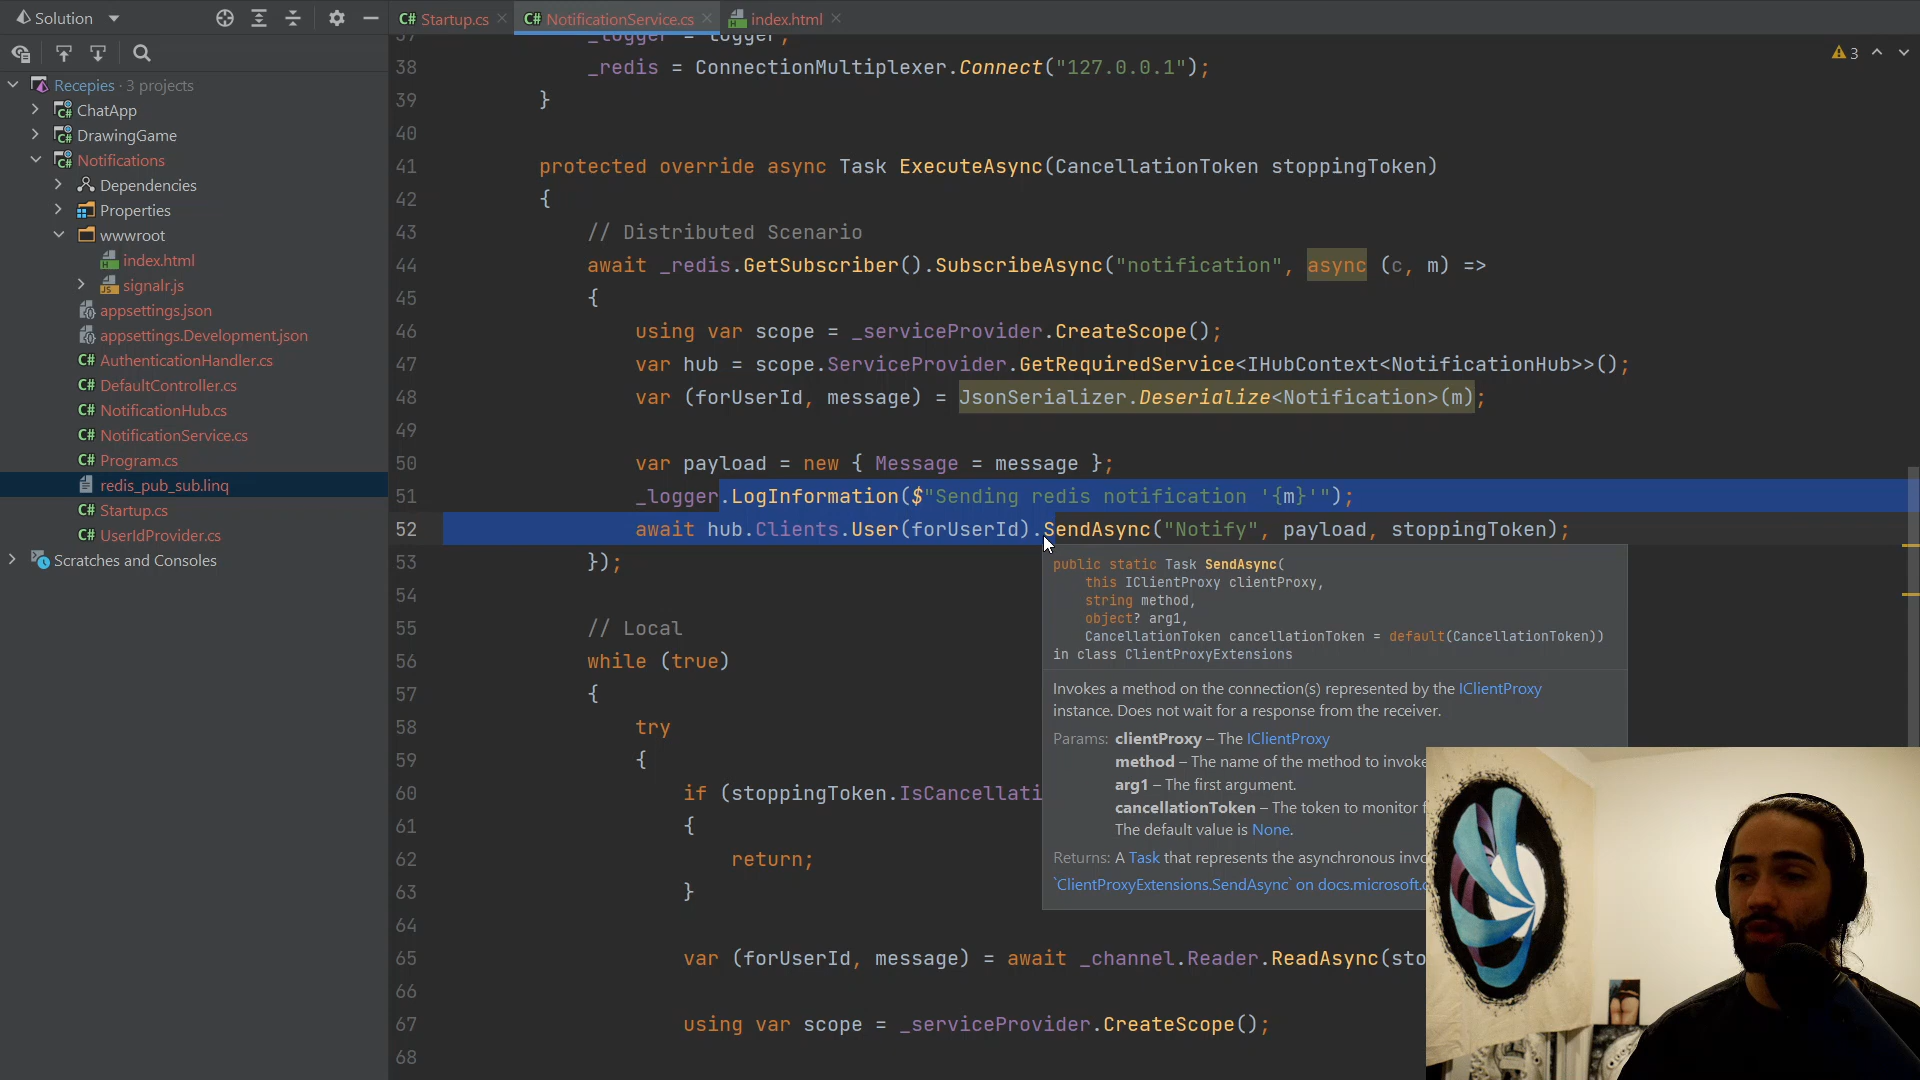 Solution
Startup.cs
NotificationService.cs
index.html
Recepies · 3 projects
ChatApp
DrawingGame
Notifications
Dependencies
Properties
wwwroot
index.html
signalr.js
appsettings.json
appsettings.Development.json
C# AuthenticationHandler.cs
C# DefaultController.cs
C# NotificationHub.cs
C# NotificationService.cs
C# Program.cs
redis_pub_sub.linq
C# Startup.cs
C# UserIdProvider.cs
Scratches and Consoles
3
37 _logger = logger;
38 _redis = ConnectionMultiplexer.Connect("127.0.0.1");
39 }
40
41 protected override async Task ExecuteAsync(CancellationToken stoppingToken)
42 {
43 // Distributed Scenario
44 await _redis.GetSubscriber().SubscribeAsync("notification", async (c, m) =>
45 {
46 using var scope = _serviceProvider.CreateScope();
47 var hub = scope.ServiceProvider.GetRequiredService<IHubContext<NotificationHub>>();
48 var (forUserId, message) = JsonSerializer.Deserialize<Notification>(m);
49
50 var payload = new { Message = message };
51 _logger.LogInformation($"Sending redis notification '{m}'");
52 await hub.Clients.User(forUserId).SendAsync("Notify", payload, stoppingToken);
53 });
54
55 // Local
56 while (true)
57 {
58 try
59 {
60 if (stoppingToken.IsCancellati
61 {
62 return;
63 }
64
65 var (forUserId, message) = await _channel.Reader.ReadAsync(sto
66
67 using var scope = _serviceProvider.CreateScope();
68
public static Task SendAsync(
this IClientProxy clientProxy,
string method,
object? arg1,
CancellationToken cancellationToken = default(CancellationToken))
in class ClientProxyExtensions
Invokes a method on the connection(s) represented by the IClientProxy
instance. Does not wait for a response from the receiver.
Params: clientProxy – The IClientProxy
method – The name of the method to invoke
arg1 – The first argument.
cancellationToken – The token to monitor f
The default value is None.
Returns: A Task that represents the asynchronous invo
`ClientProxyExtensions.SendAsync` on docs.microsoft.c